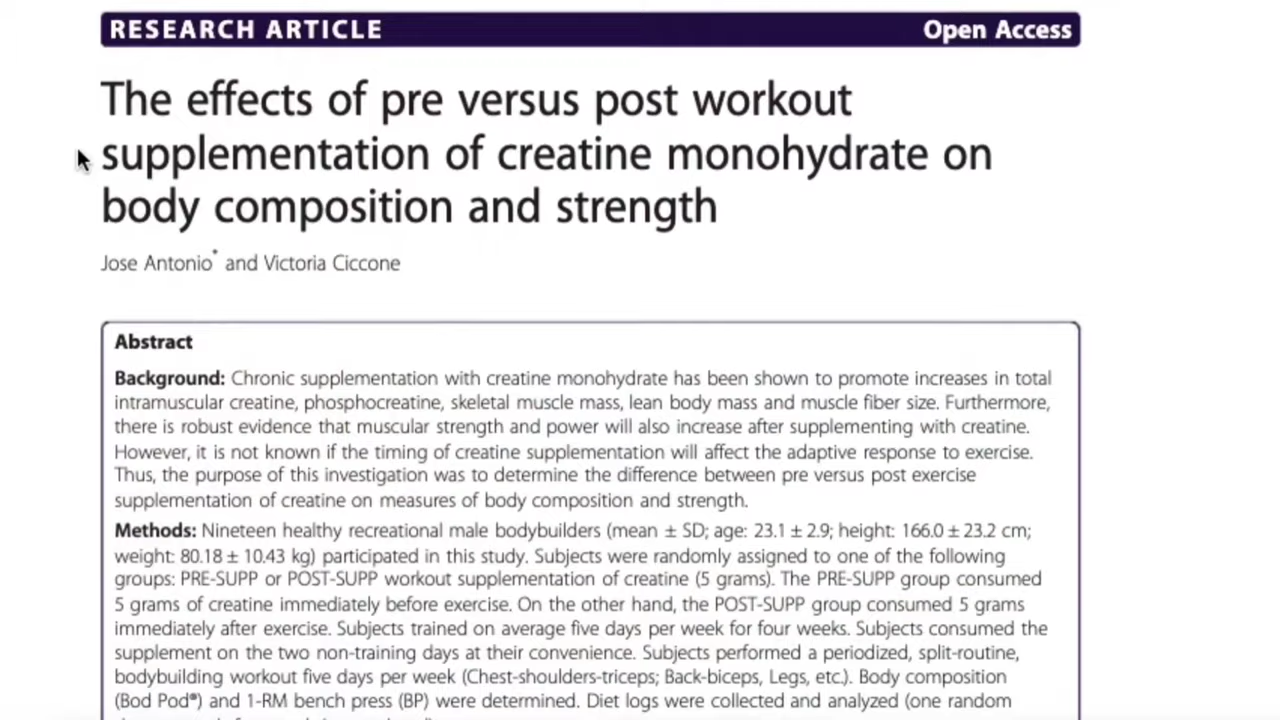 RESEARCH ARTICLE Open Access
The effects of pre versus post workout
supplementation of creatine monohydrate on
body composition and strength
Jose Antonio* and Victoria Ciccone
Abstract
Background: Chronic supplementation with creatine monohydrate has been shown to promote increases in total
intramuscular creatine, phosphocreatine, skeletal muscle mass, lean body mass and muscle fiber size. Furthermore,
there is robust evidence that muscular strength and power will also increase after supplementing with creatine.
However, it is not known if the timing of creatine supplementation will affect the adaptive response to exercise.
Thus, the purpose of this investigation was to determine the difference between pre versus post exercise
supplementation of creatine on measures of body composition and strength.
Methods: Nineteen healthy recreational male bodybuilders (mean ± SD; age: 23.1 ± 2.9; height: 166.0 ± 23.2 cm;
weight: 80.18 ± 10.43 kg) participated in this study. Subjects were randomly assigned to one of the following
groups: PRE-SUPP or POST-SUPP workout supplementation of creatine (5 grams). The PRE-SUPP group consumed
5 grams of creatine immediately before exercise. On the other hand, the POST-SUPP group consumed 5 grams
immediately after exercise. Subjects trained on average five days per week for four weeks. Subjects consumed the
supplement on the two non-training days at their convenience. Subjects performed a periodized, split-routine,
bodybuilding workout five days per week (Chest-shoulders-triceps; Back-biceps, Legs, etc.). Body composition
(Bod Pod®) and 1-RM bench press (BP) were determined. Diet logs were collected and analyzed (one random